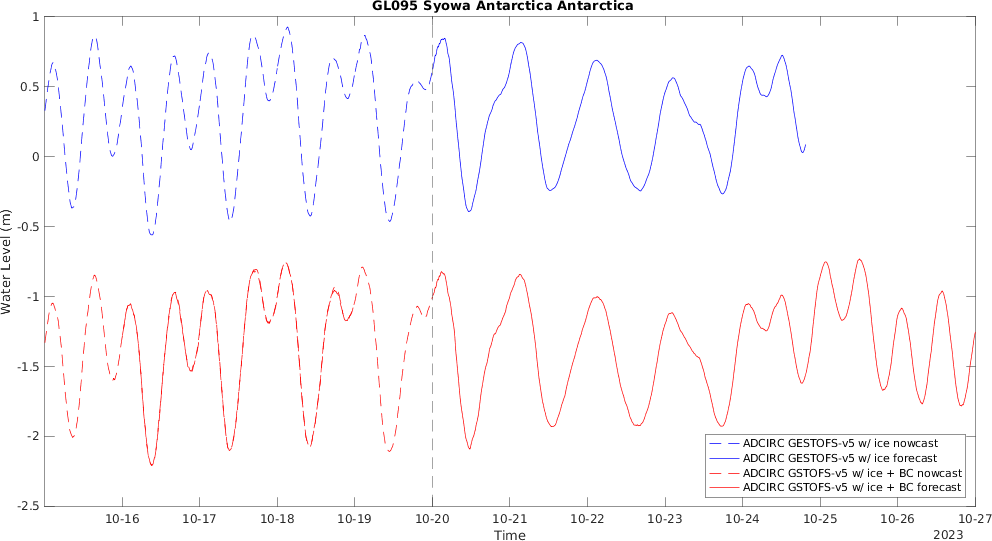 GL095 Syowa Antarctica Antarctica
1
0.5
0
-0.5
-1
-1.5
-2
-2.5
Water Level (m)
ADCIRC GESTOFS-v5 w/ ice nowcast
ADCIRC GESTOFS-v5 w/ ice forecast
ADCIRC GSTOFS-v5 w/ ice + BC nowcast
ADCIRC GSTOFS-v5 w/ ice + BC forecast
10-16 10-17 10-18 10-19 10-20 10-21 10-22 10-23 10-24 10-25 10-26 10-27
Time
2023